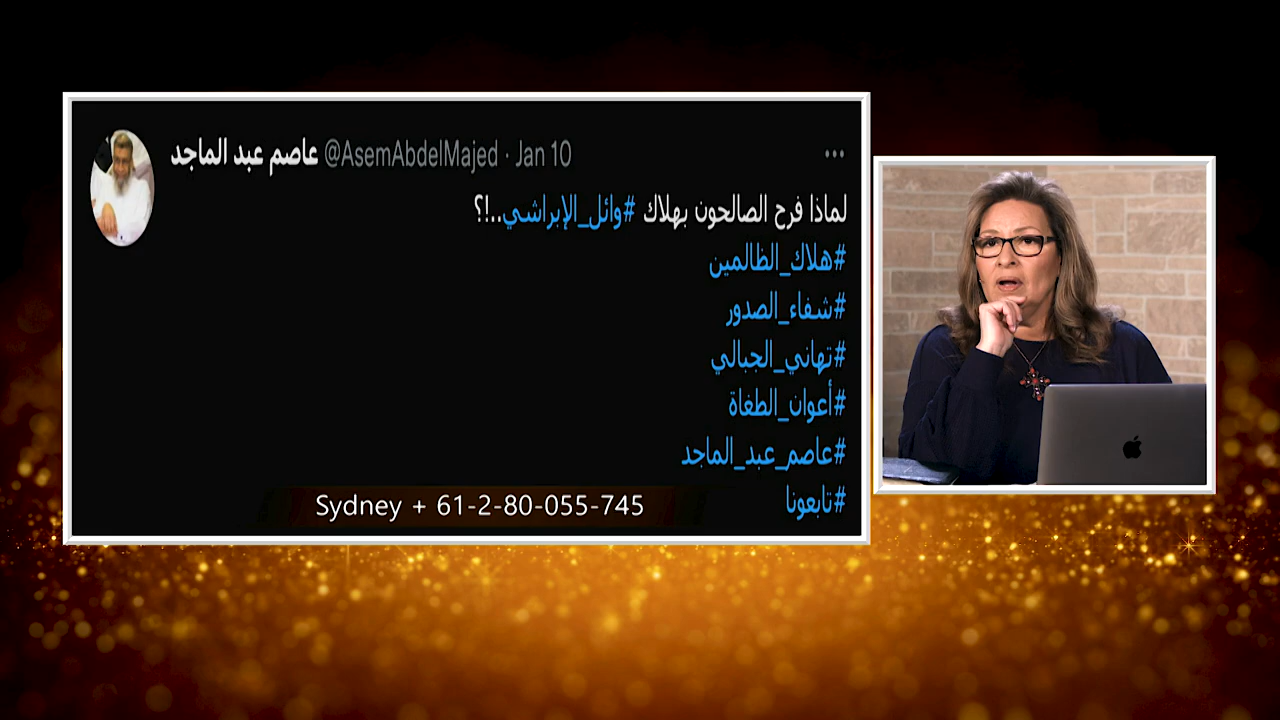 عاصم عبد الماجد @AsemAbdelMajed · Jan 10
لماذا فرح الصالحون بهلاك #وائل_الإبراشي..!؟
#هلاك_الظالمين
#شفاء_الصدور
#تهاني_الجبالي
#أعوان_الطغاة
#عاصم_عبد_الماجد
#تابعونا
Sydney + 61-2-80-055-745